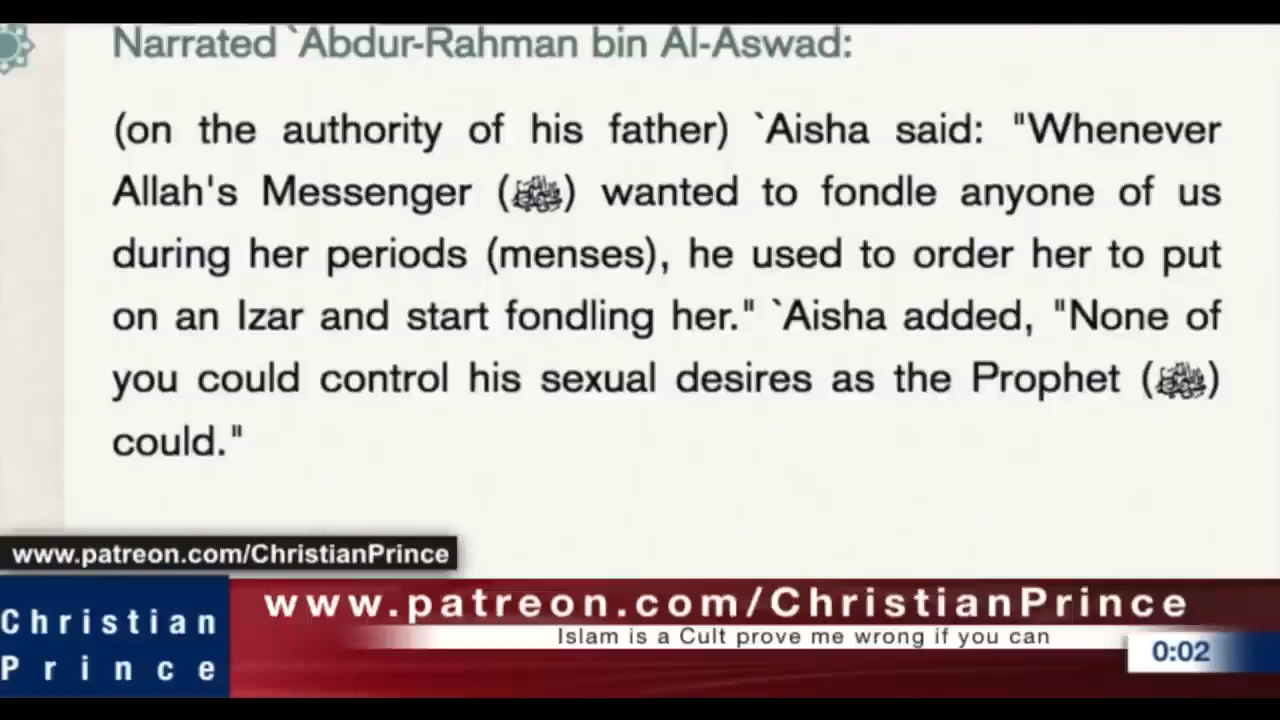 Narrated `Abdur-Rahman bin Al-Aswad:
(on the authority of his father) `Aisha said: "Whenever
Allah's Messenger (ﷺ) wanted to fondle anyone of us
during her periods (menses), he used to order her to put
on an Izar and start fondling her." `Aisha added, "None of
you could control his sexual desires as the Prophet (ﷺ)
could."
www.patreon.com/ChristianPrince
www.patreon.com/ChristianPrince
Islam is a Cult prove me wrong if you can
Christian
Prince
0:02